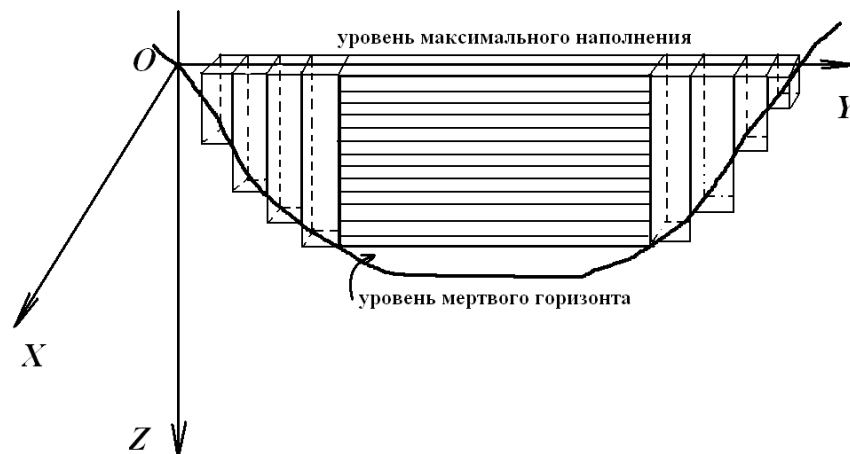 уровень максимального наполнения
O
Y
уровень мертвого горизонта
X
Z